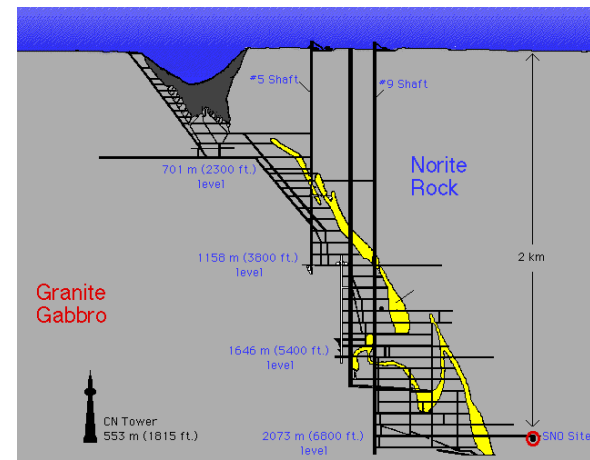 #5 Shaft
#9 Shaft
701 m (2300 ft.)
level
Norite
Rock
1158 m (3800 ft.)
level
2 km
Granite
Gabbro
1646 m (5400 ft.)
level
CN Tower
553 m (1815 ft.)
2073 m (6800 ft.)
level
SNO Site